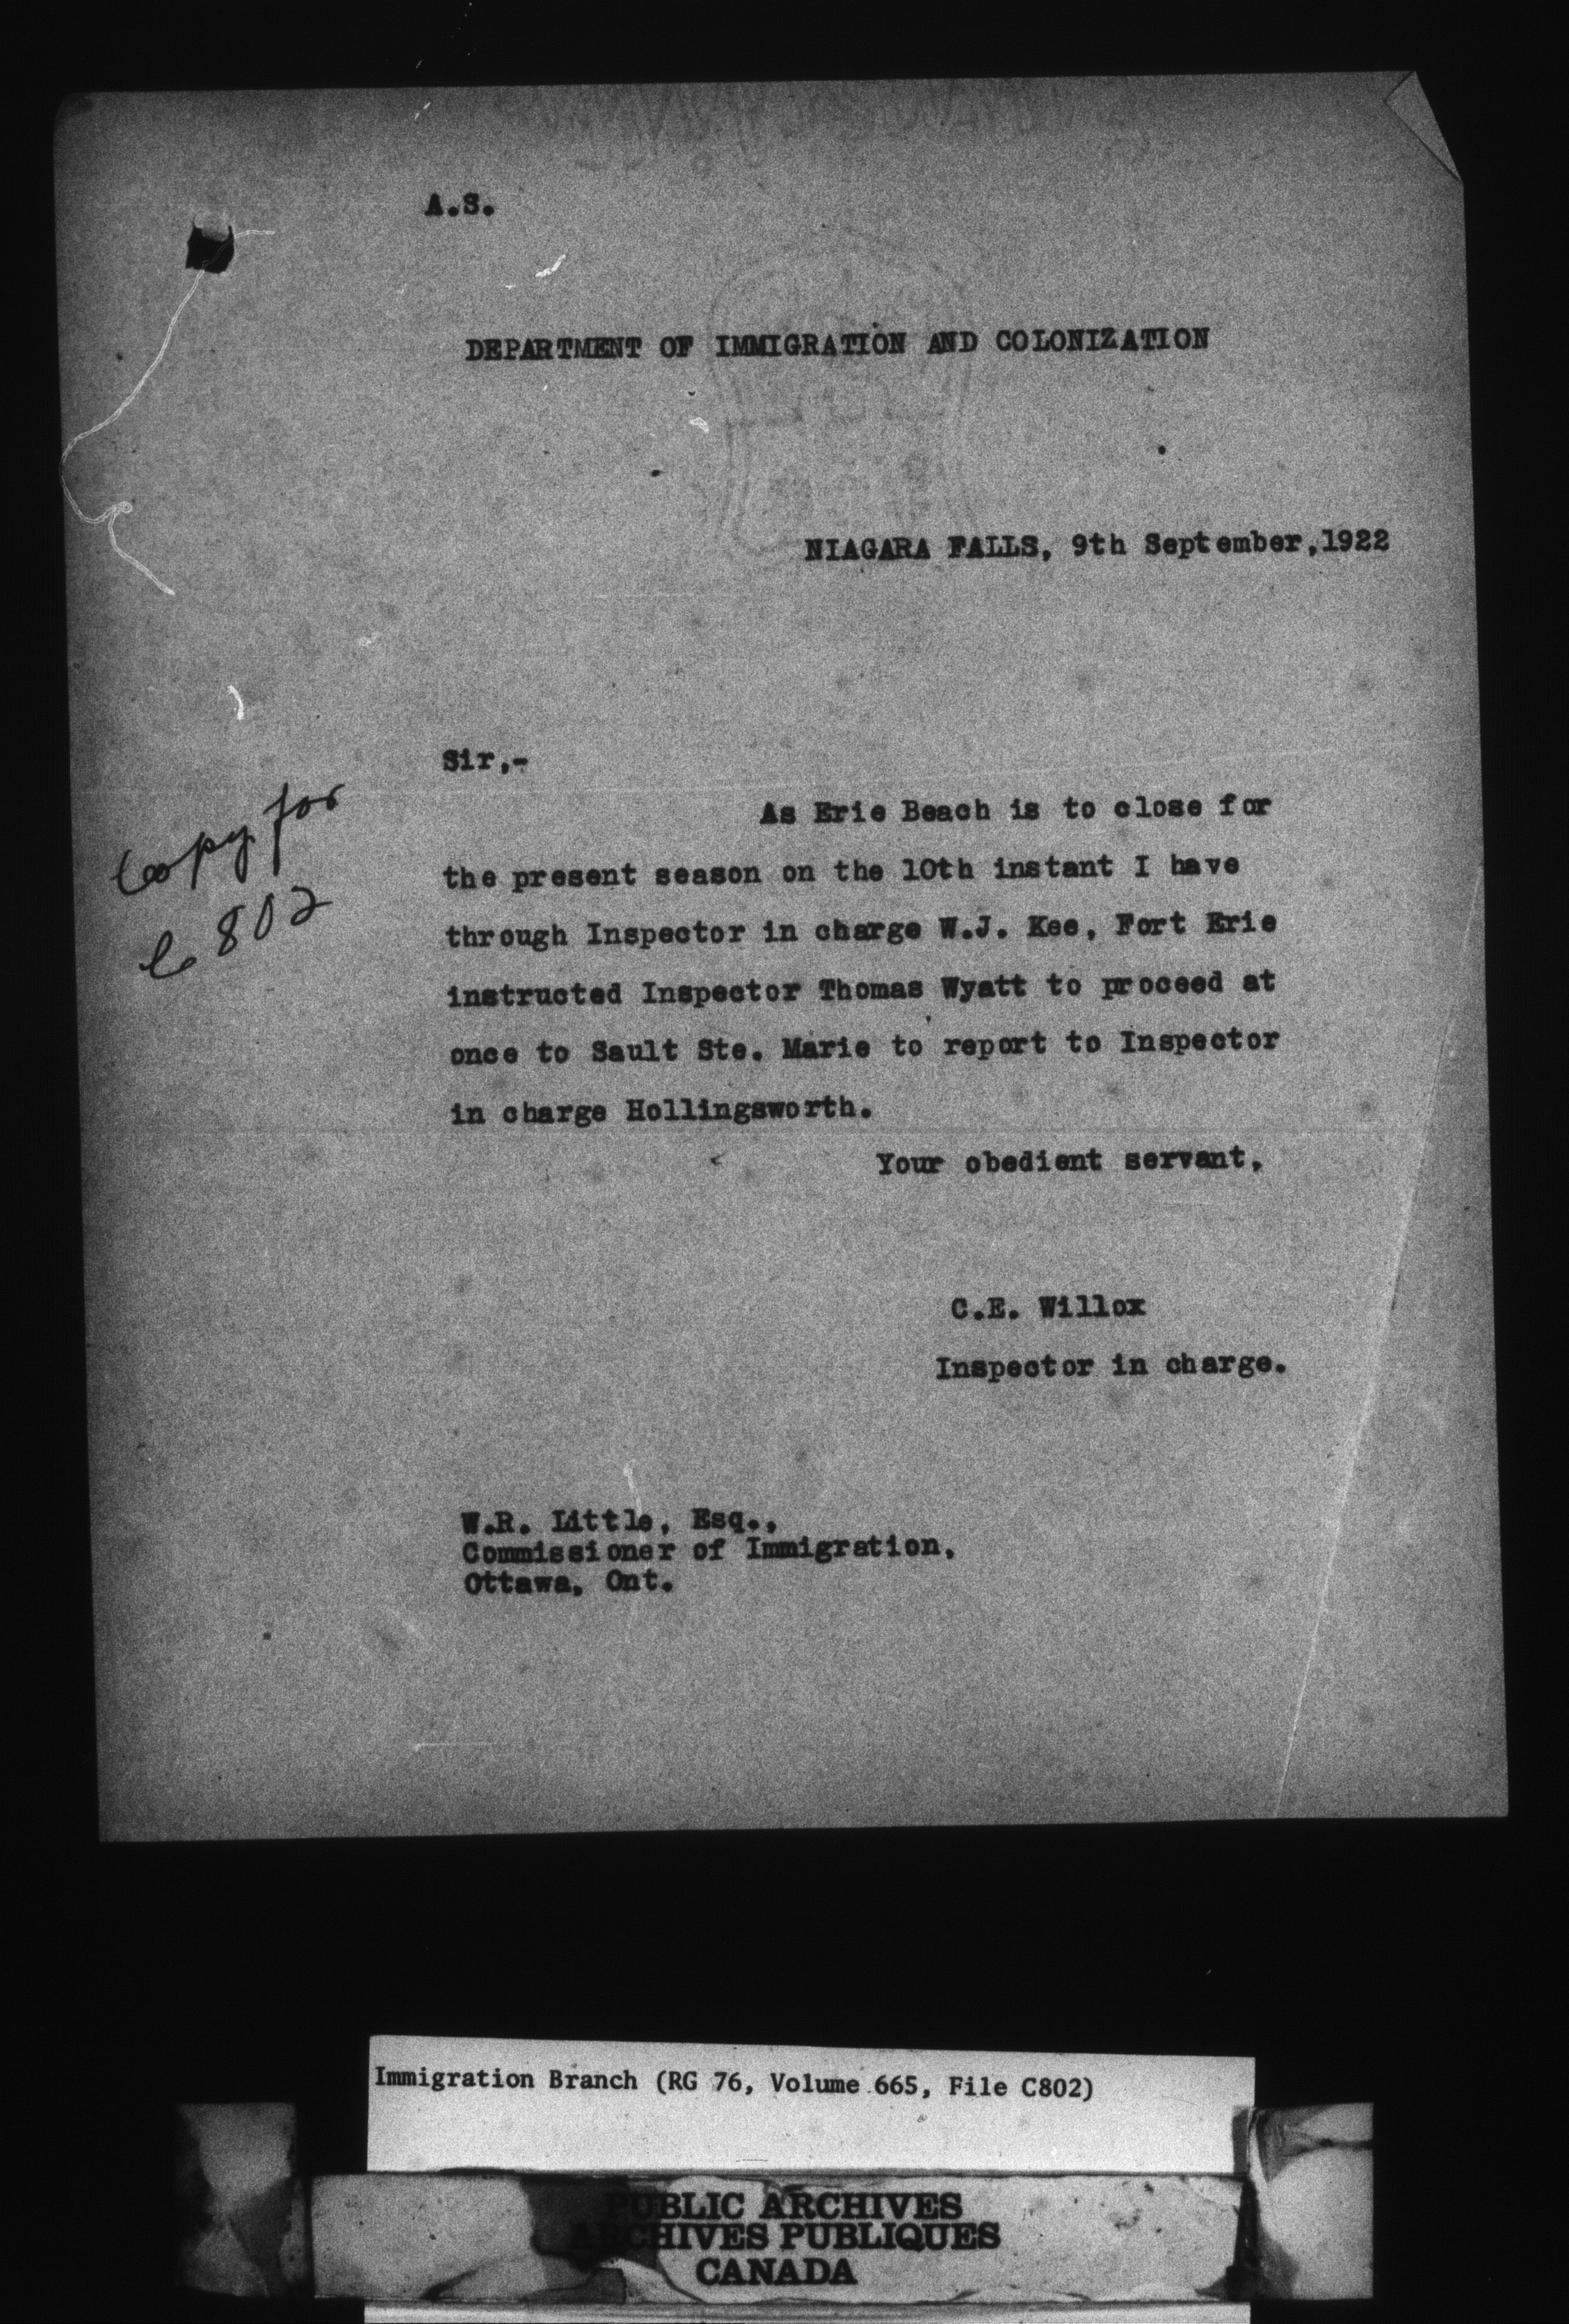 A.S.
DEPARTMENT OF IMMIGRATION AND COLONIZATION
NIAGARA FALLS, 9th September,1922
Sir,-
As Erie Beach is to close for
the present season on the 10th instant I have
through Inspector in charge W.J. Kee, Fort Erie
instructed Inspector Thomas Wyatt to proceed at
once to Sault Ste. Marie to report to Inspector
in charge Hollingsworth.
Your obedient servant,
C.E. Willox
Inspector in charge.
Copy for
C 802
W.R. Little, Esq.,
Commissioner of Immigration,
Ottawa, Ont.
Immigration Branch (RG 76, Volume 665, File C802)
PUBLIC ARCHIVES
ARCHIVES PUBLIQUES
CANADA